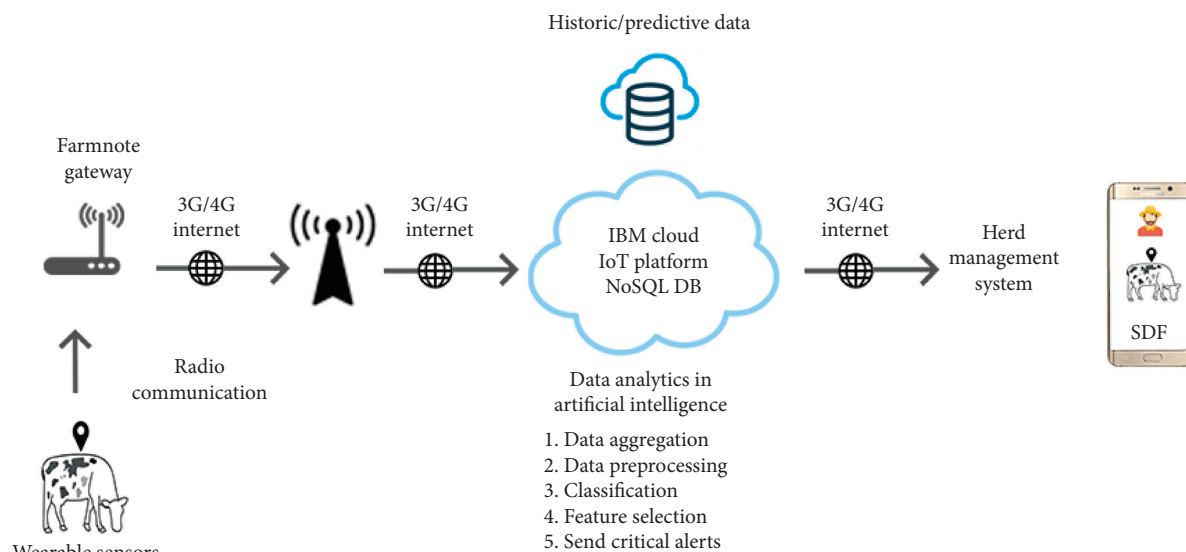 Historic/predictive data
Farmnote
gateway
3G/4G
internet
3G/4G
internet
IBM cloud
IoT platform
NoSQL DB
3G/4G
internet
Herd
management
system
SDF
Radio
communication
Data analytics in
artificial intelligence
1. Data aggregation
2. Data preprocessing
3. Classification
4. Feature selection
5. Send critical alerts
Wearable sensors